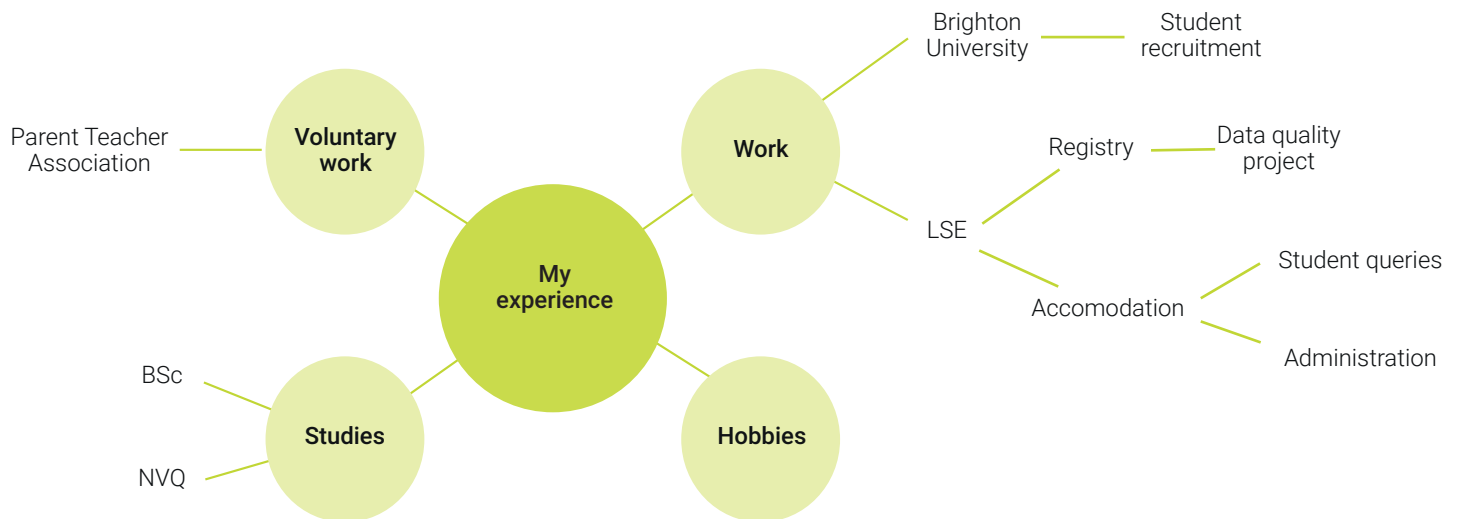 Brighton
University
Student
recruitment
Parent Teacher
Association
Voluntary
work
Work
Registry
Data quality
project
LSE
My
experience
Student queries
Accomodation
Administration
BSc
Studies
Hobbies
NVQ